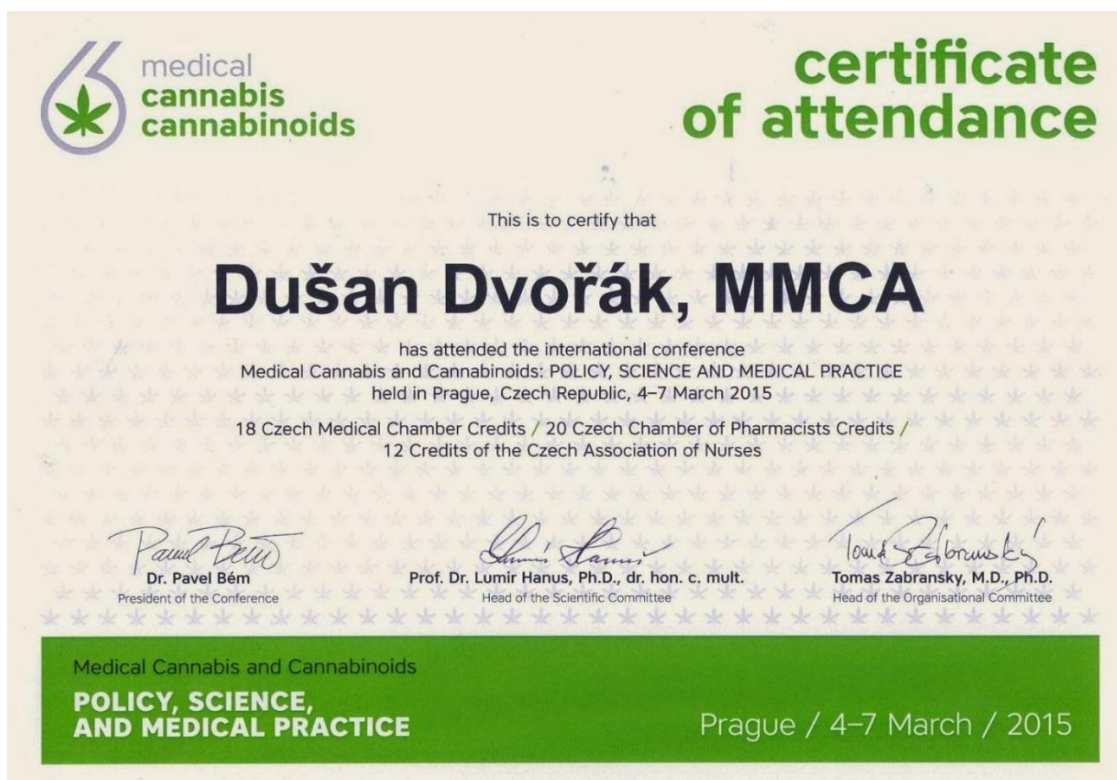 medical
cannabis
cannabinoids
certificate
of attendance
This is to certify that
Dušan Dvořák, MMCA
has attended the international conference
Medical Cannabis and Cannabinoids: POLICY, SCIENCE AND MEDICAL PRACTICE
held in Prague, Czech Republic, 4–7 March 2015
18 Czech Medical Chamber Credits / 20 Czech Chamber of Pharmacists Credits /
12 Credits of the Czech Association of Nurses
Dr. Pavel Bém
President of the Conference
Prof. Dr. Lumir Hanus, Ph.D., dr. hon. c. mult.
Head of the Scientific Committee
Tomas Zabransky, M.D., Ph.D.
Head of the Organisational Committee
Medical Cannabis and Cannabinoids
POLICY, SCIENCE,
AND MEDICAL PRACTICE
Prague / 4–7 March / 2015